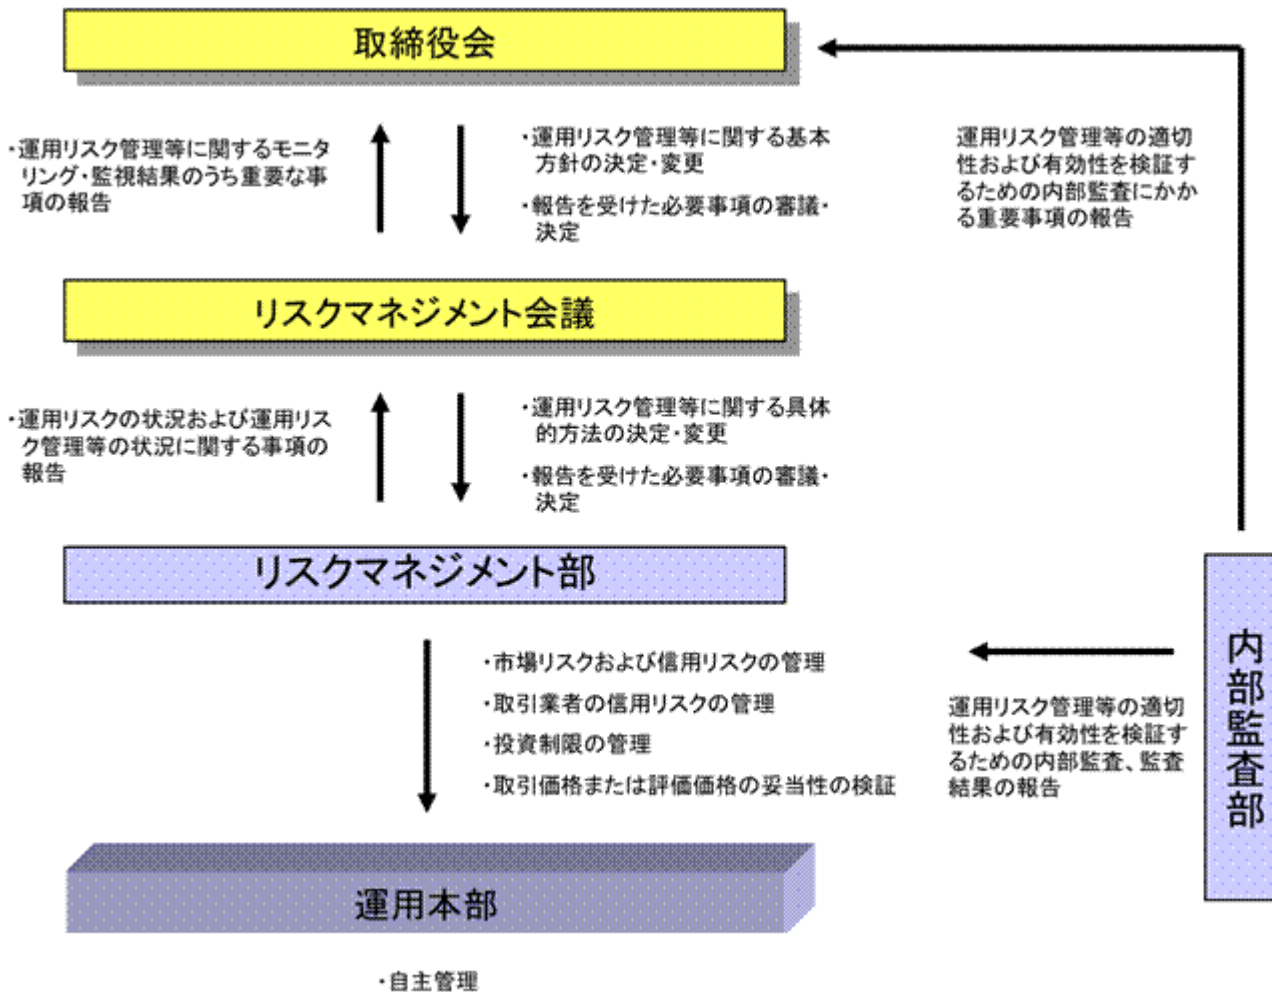 取締役会
・運用リスク管理等に関するモニタ
リング・監視結果のうち重要な事
項の報告
・運用リスク管理等に関する基本
方針の決定・変更
・報告を受けた必要事項の審議・
決定
運用リスク管理等の適切
性および有効性を検証す
るための内部監査にかか
る重要事項の報告
リスクマネジメント会議
・運用リスクの状況および運用リス
ク管理等の状況に関する事項の
報告
・運用リスク管理等に関する具体
的方法の決定・変更
・報告を受けた必要事項の審議・
決定
リスクマネジメント部
・市場リスクおよび信用リスクの管理
・取引業者の信用リスクの管理
・投資制限の管理
・取引価格または評価価格の妥当性の検証
運用リスク管理等の適切
性および有効性を検証す
るための内部監査、監査
結果の報告
内部監査部
運用本部
・自主管理